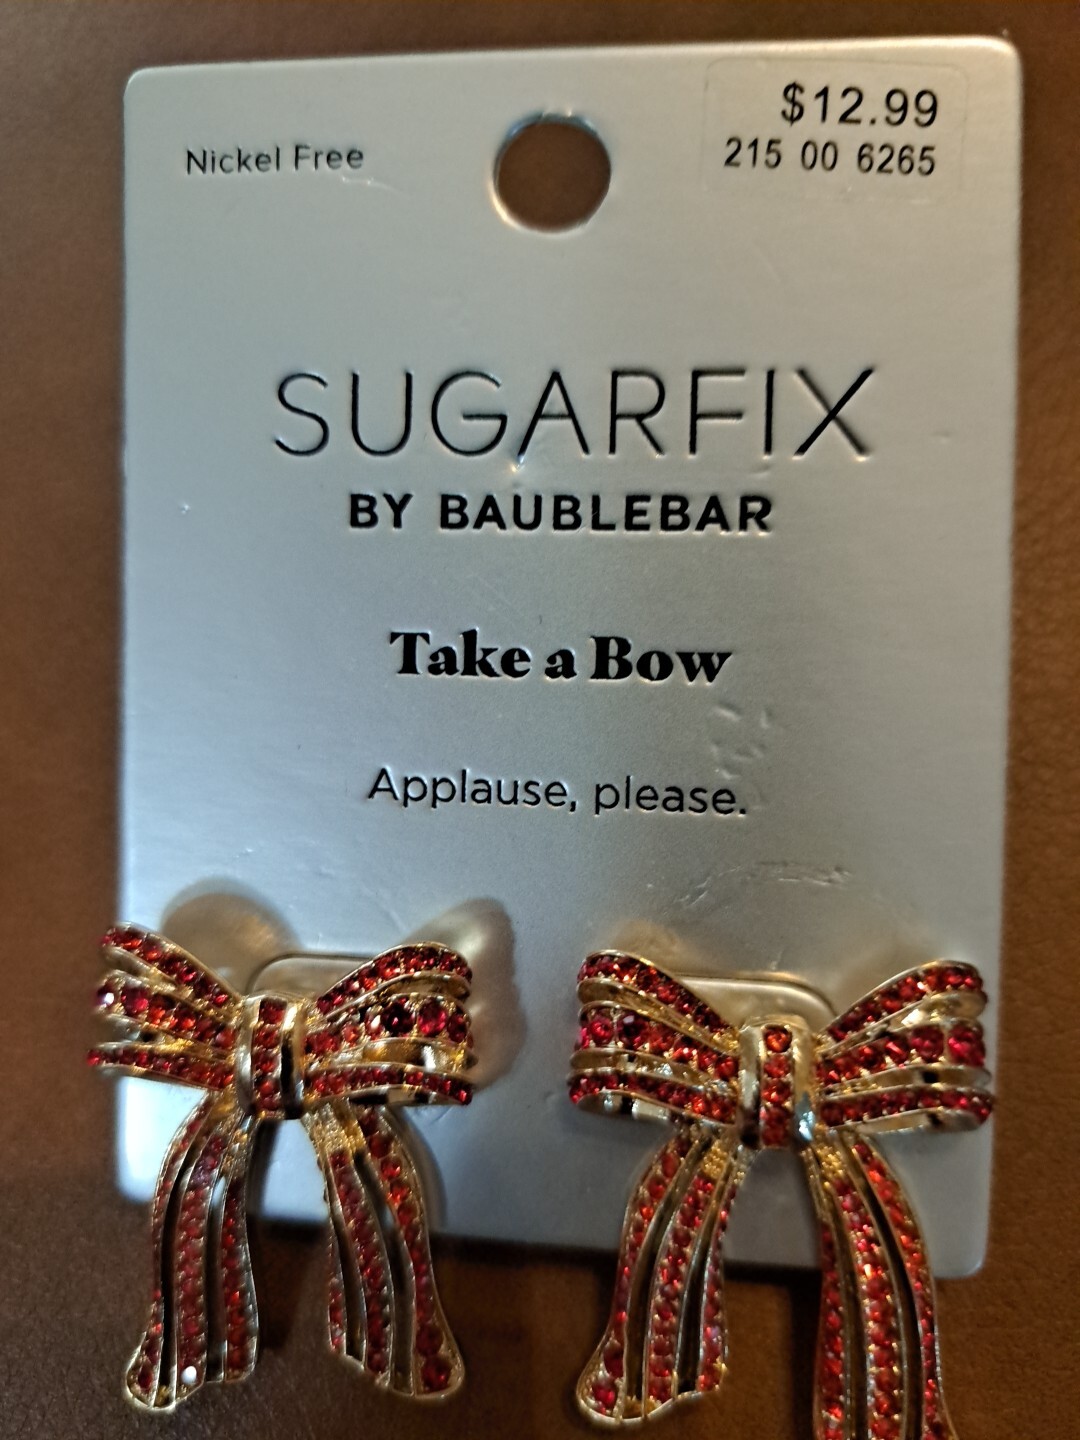 Nickel Free
$12.99
215 00 6265
SUGARFIX
BY BAUBLEBAR
Take a Bow
Applause, please.